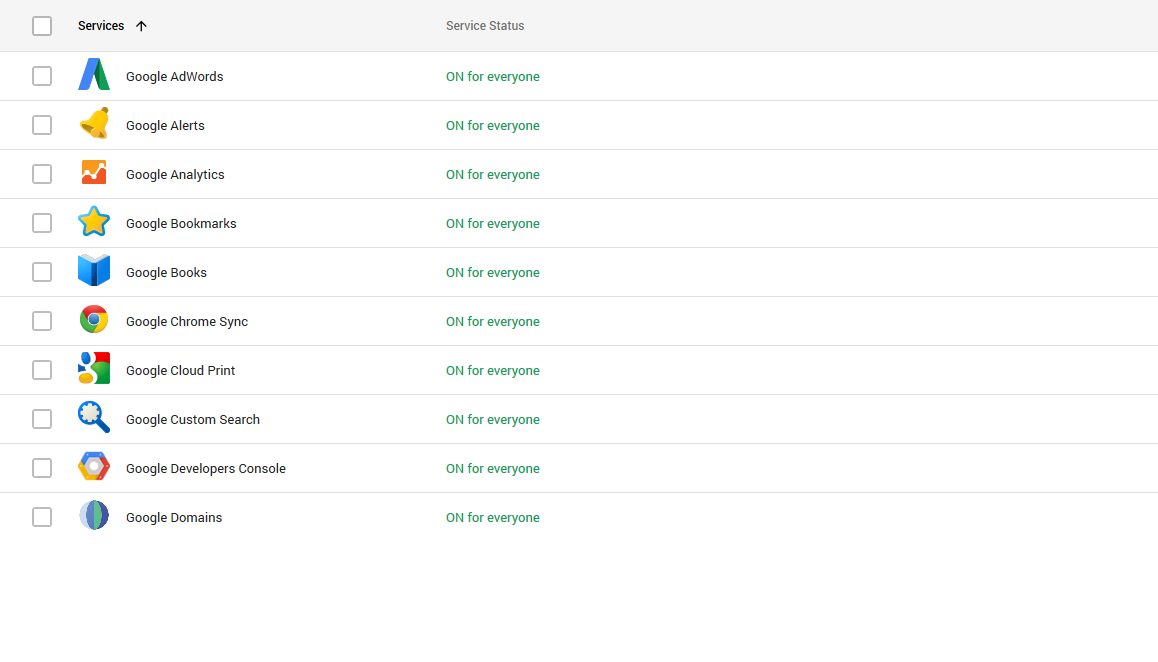 Services Service Status
Google AdWords ON for everyone
Google Alerts ON for everyone
Google Analytics ON for everyone
Google Bookmarks ON for everyone
Google Books ON for everyone
Google Chrome Sync ON for everyone
Google Cloud Print ON for everyone
Google Custom Search ON for everyone
Google Developers Console ON for everyone
Google Domains ON for everyone